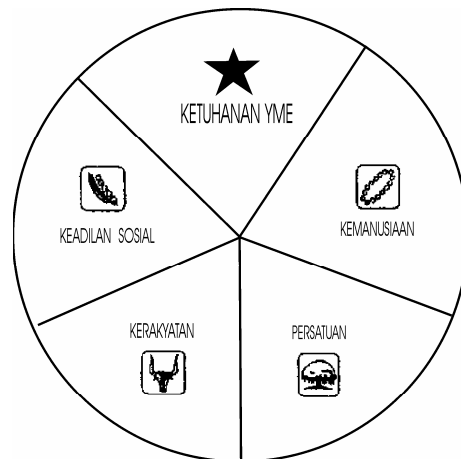 KETUHANAN YME
KEMANUSIAAN
KEADILAN SOSIAL
KERAKYATAN
PERSATUAN